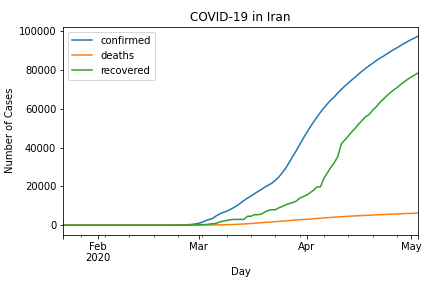 COVID-19 in Iran
confirmed
deaths
recovered
Number of Cases
100000
80000
60000
40000
20000
0
Feb
2020
Mar
Apr
May
Day